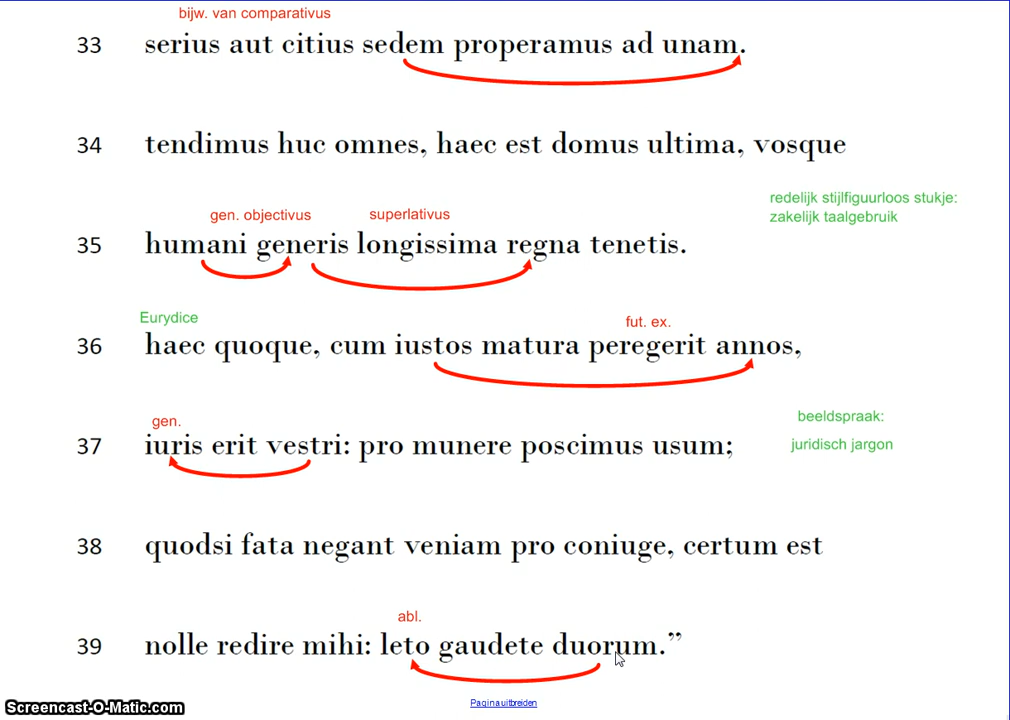 bijw. van comparativus
33 serius aut citius sedem properamus ad unam.
34 tendimus huc omnes, haec est domus ultima, vosque
redelijk stijlfiguurloos stukje:
zakelijk taalgebruik
gen. objectivus superlativus
35 humani generis longissima regna tenetis.
Eurydice fut. ex.
36 haec quoque, cum iustos matura peregerit annos,
beeldspraak:
gen.
37 iuris erit vestri: pro munere poscimus usum; juridisch jargon
38 quodsi fata negant veniam pro coniuge, certum est
abl.
39 nolle redire mihi: leto gaudete duorum.”
Pagina uitbreiden
Screencast-O-Matic.com